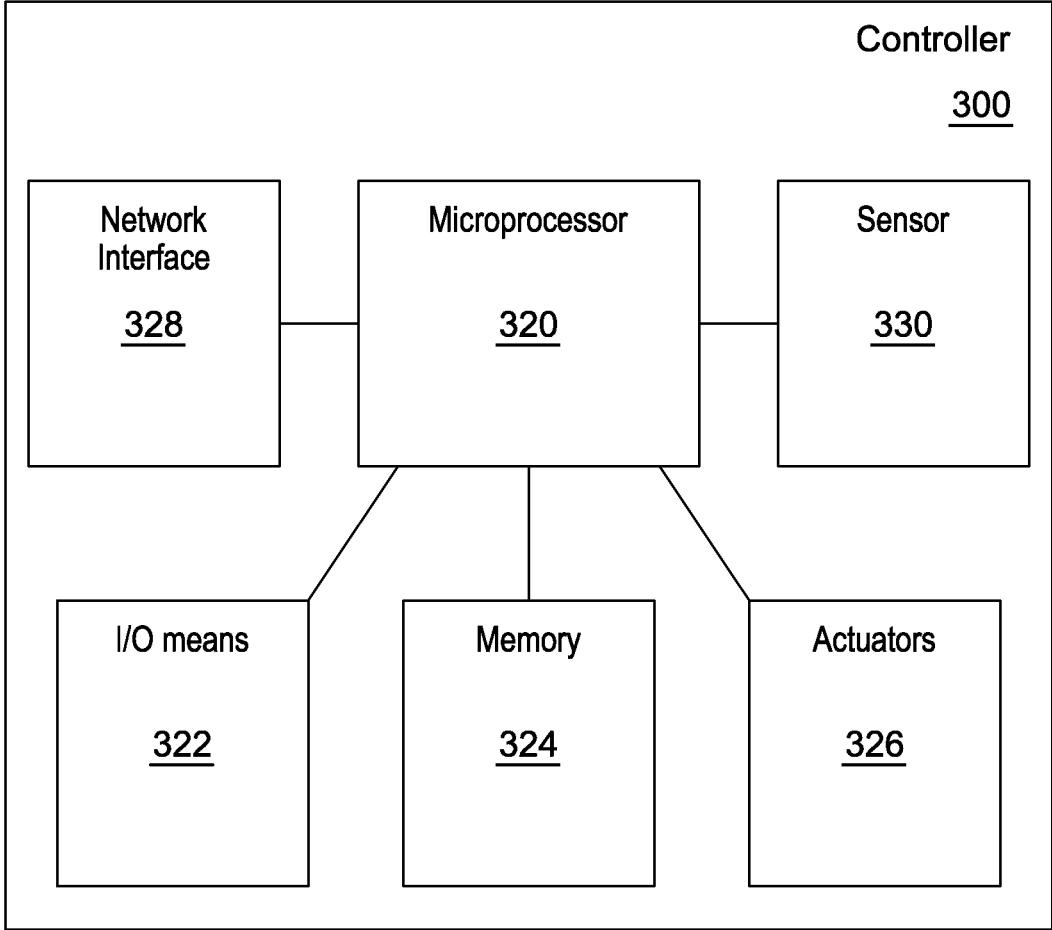 Controller
300
Network
Interface
328
Microprocessor
320
Sensor
330
I/O means
322
Memory
324
Actuators
326